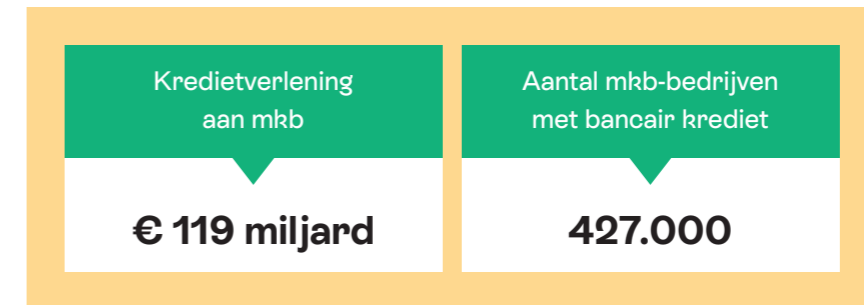 Kredietverlening
aan mkb
€ 119 miljard
Aantal mkb-bedrijven
met bancair krediet
427.000